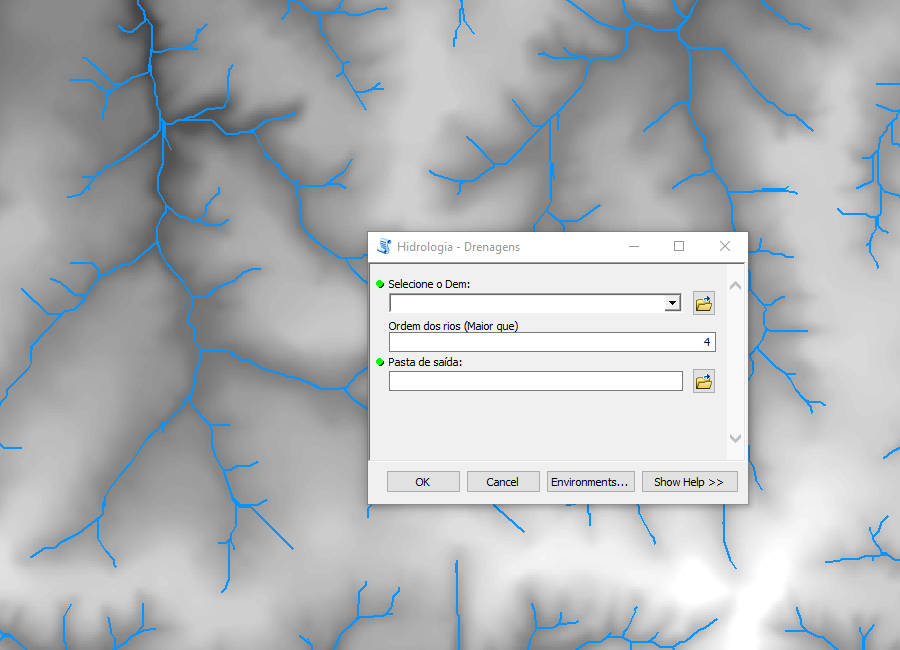 Hidrologia - Drenagens
Selecione o Dem:
Ordem dos rios (Maior que)
4
Pasta de saída:
OK Cancel Environments... Show Help >>